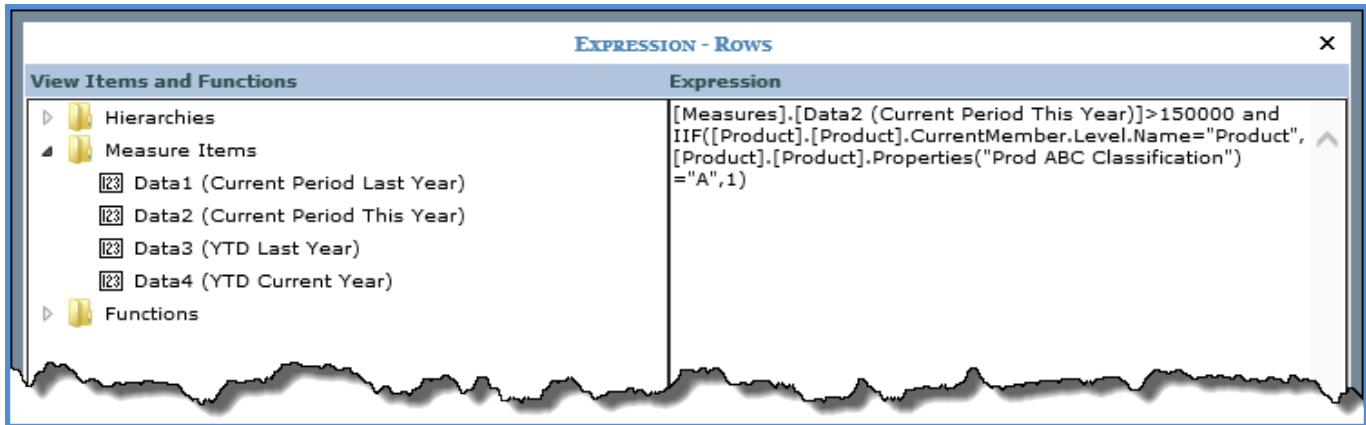 EXPRESSION - ROWS
View Items and Functions
Expression
Hierarchies
Measure Items
Data1 (Current Period Last Year)
Data2 (Current Period This Year)
Data3 (YTD Last Year)
Data4 (YTD Current Year)
Functions
[Measures].[Data2 (Current Period This Year)]>150000 and
IIF([Product].[Product].CurrentMember.Level.Name="Product",
[Product].[Product].Properties("Prod ABC Classification")
="A",1)